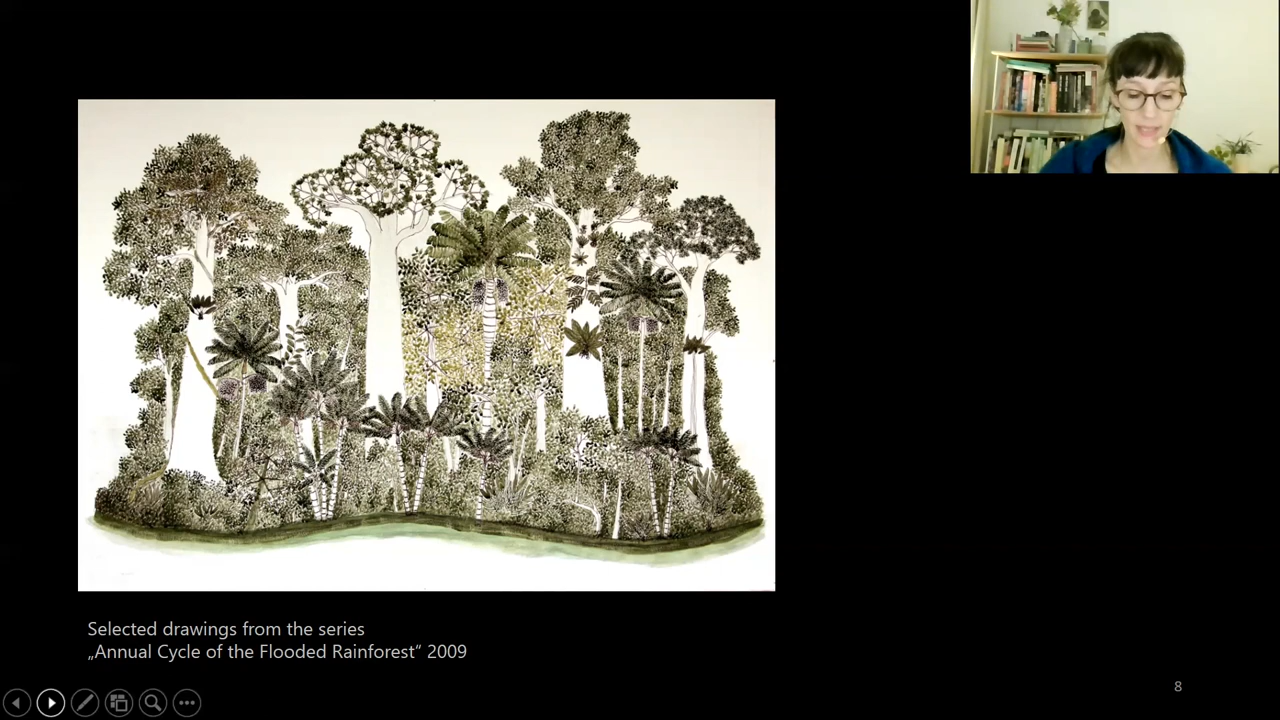 Selected drawings from the series
„Annual Cycle of the Flooded Rainforest“ 2009
8